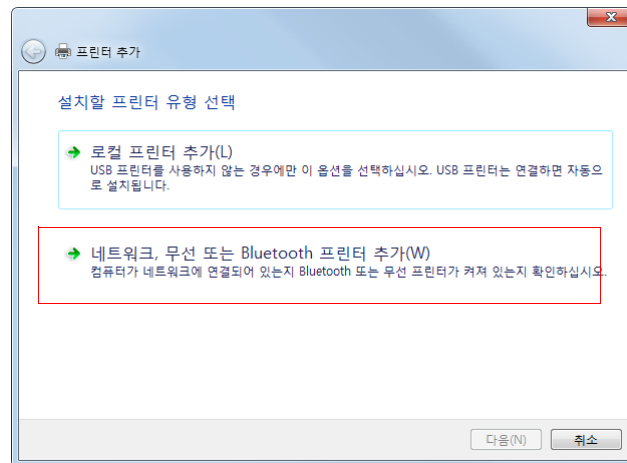 프린터 추가
설치할 프린터 유형 선택
로컬 프린터 추가(L)
USB 프린터를 사용하지 않는 경우에만 이 옵션을 선택하십시오. USB 프린터는 연결하면 자동으
로 설치됩니다.
네트워크, 무선 또는 Bluetooth 프린터 추가(W)
컴퓨터가 네트워크에 연결되어 있는지 Bluetooth 또는 무선 프린터가 켜져 있는지 확인하십시오.
다음(N) 취소